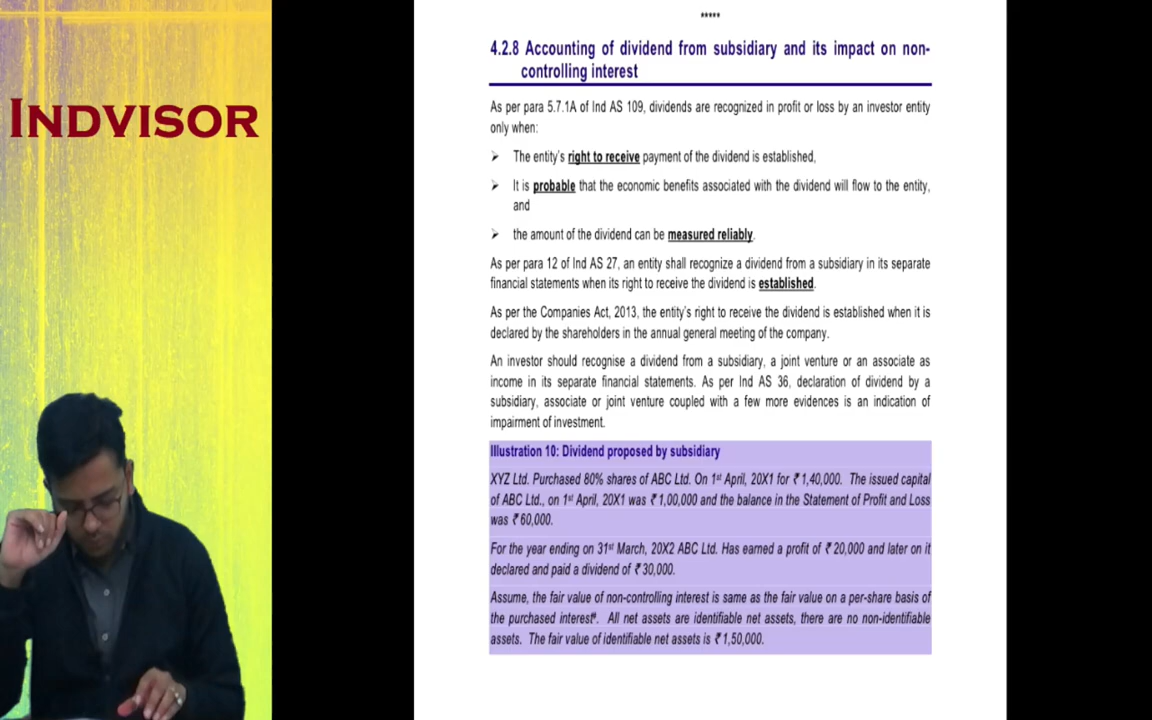 INDVISOR
*****
4.2.8 Accounting of dividend from subsidiary and its impact on non-
controlling interest
As per para 5.7.1A of Ind AS 109, dividends are recognized in profit or loss by an investor entity
only when:
➢ The entity's right to receive payment of the dividend is established,
➢ It is probable that the economic benefits associated with the dividend will flow to the entity,
and
➢ the amount of the dividend can be measured reliably.
As per para 12 of Ind AS 27, an entity shall recognize a dividend from a subsidiary in its separate
financial statements when its right to receive the dividend is established.
As per the Companies Act, 2013, the entity's right to receive the dividend is established when it is
declared by the shareholders in the annual general meeting of the company.
An investor should recognise a dividend from a subsidiary, a joint venture or an associate as
income in its separate financial statements. As per Ind AS 36, declaration of dividend by a
subsidiary, associate or joint venture coupled with a few more evidences is an indication of
impairment of investment.
Illustration 10: Dividend proposed by subsidiary
XYZ Ltd. Purchased 80% shares of ABC Ltd. On 1st April, 20X1 for ₹ 1,40,000. The issued capital
of ABC Ltd., on 1st April, 20X1 was ₹ 1,00,000 and the balance in the Statement of Profit and Loss
was ₹ 60,000.
For the year ending on 31st March, 20X2 ABC Ltd. Has earned a profit of ₹ 20,000 and later on it
declared and paid a dividend of ₹ 30,000.
Assume, the fair value of non-controlling interest is same as the fair value on a per-share basis of
the purchased interest#. All net assets are identifiable net assets, there are no non-identifiable
assets. The fair value of identifiable net assets is ₹ 1,50,000.